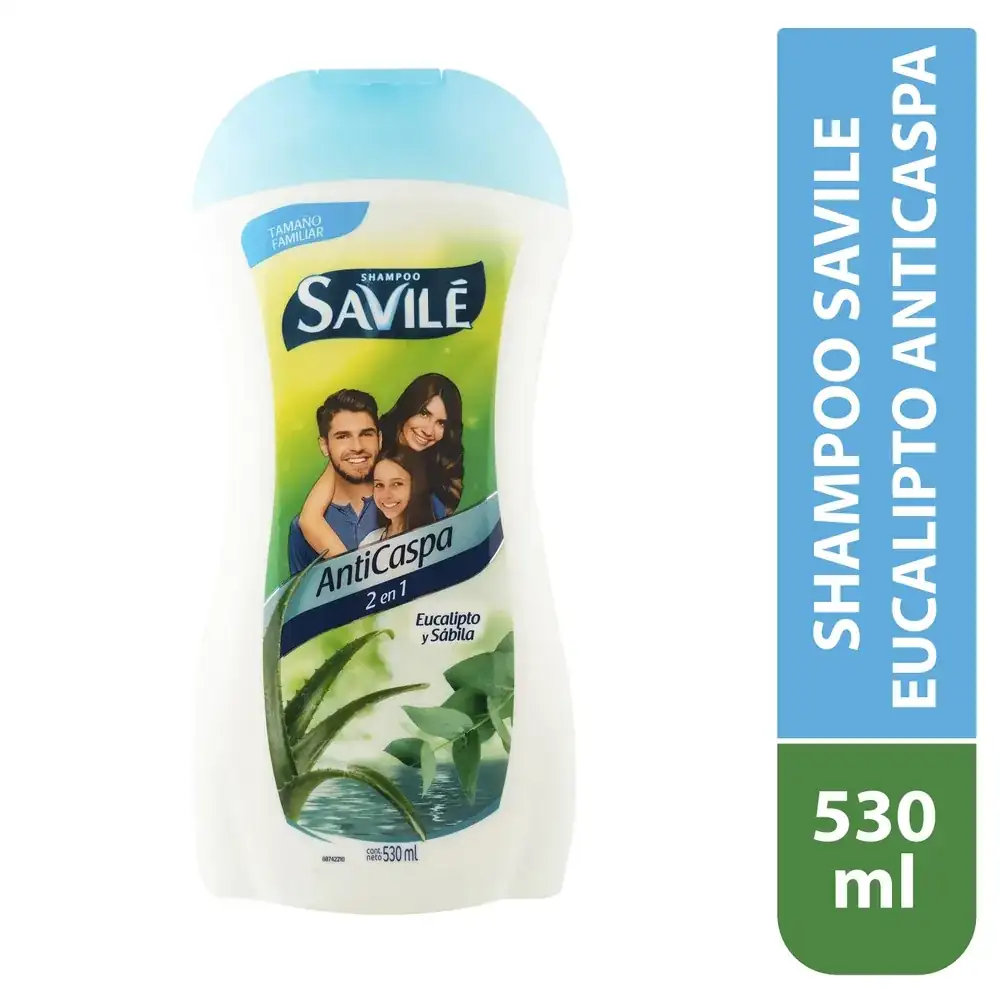 TAMAÑO
FAMILIAR
SHAMPOO
SAVILÉ
AntiCaspa
2 en 1
Eucalipto
y Sábila
68742210
cont.
neto 530 ml
SHAMPOO SAVILE
EUCALIPTO ANTICASPA
530
ml